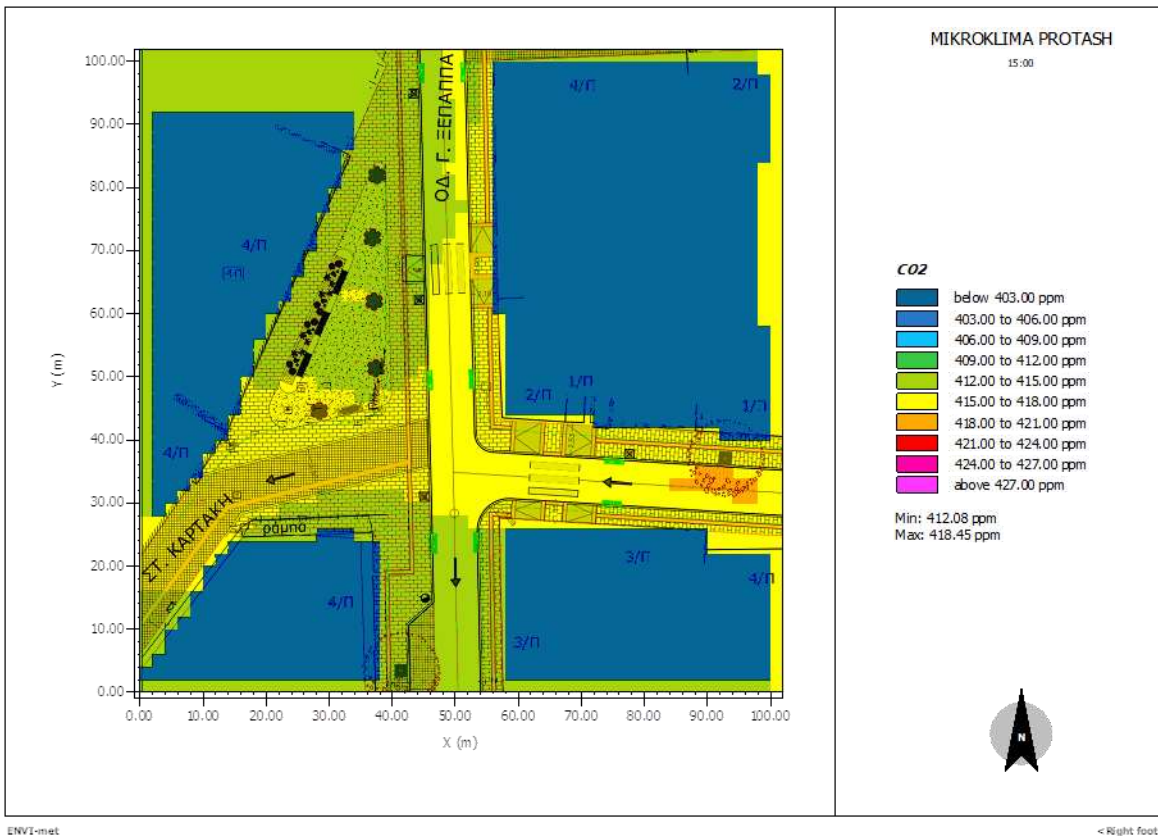 MIKROKLIMA PROTASH
15:00
100.00
90.00
80.00
70.00
60.00
50.00
40.00
30.00
20.00
10.00
0.00
Y (m)
0.00 10.00 20.00 30.00 40.00 50.00 60.00 70.00 80.00 90.00 100.00
X (m)
ΟΔ. Γ. ΞΕΠΑΠΠΑ
4/Π
2/Π
4/Π
4Π
2/Π
1/Π
1/Π
4/Π
ΣΤ. ΚΑΡΤΑΚΗ
ράμπα
4/Π
3/Π
4/Π
3/Π
CO2
below 403.00 ppm
403.00 to 406.00 ppm
406.00 to 409.00 ppm
409.00 to 412.00 ppm
412.00 to 415.00 ppm
415.00 to 418.00 ppm
418.00 to 421.00 ppm
421.00 to 424.00 ppm
424.00 to 427.00 ppm
above 427.00 ppm
Min: 412.08 ppm
Max: 418.45 ppm
N
ENVI-met
< Right foot